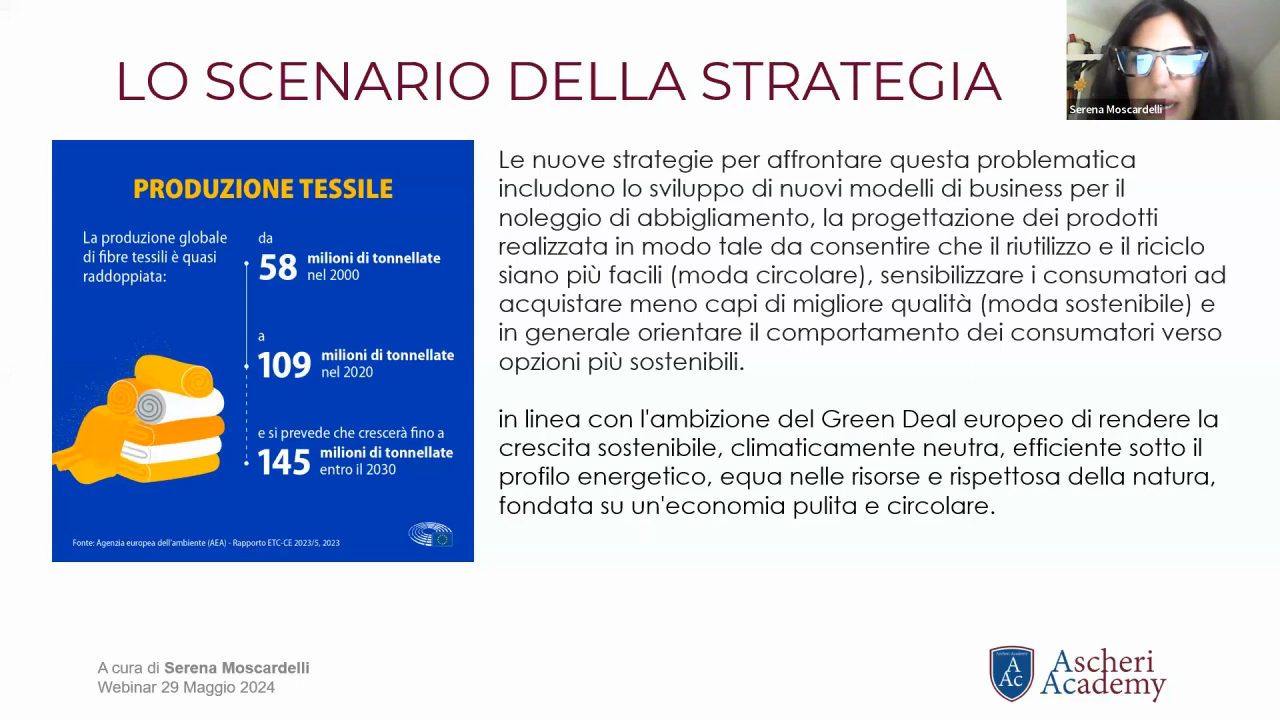 LO SCENARIO DELLA STRATEGIA
Serena Moscardelli
PRODUZIONE TESSILE
La produzione globale
di fibre tessili è quasi
raddoppiata:
da
58 milioni di tonnellate
nel 2000
a
109 milioni di tonnellate
nel 2020
e si prevede che crescerà fino a
145 milioni di tonnellate
entro il 2030
Fonte: Agenzia europea dell'ambiente (AEA) - Rapporto ETC-CE 2023/5, 2023
Le nuove strategie per affrontare questa problematica
includono lo sviluppo di nuovi modelli di business per il
noleggio di abbigliamento, la progettazione dei prodotti
realizzata in modo tale da consentire che il riutilizzo e il riciclo
siano più facili (moda circolare), sensibilizzare i consumatori ad
acquistare meno capi di migliore qualità (moda sostenibile) e
in generale orientare il comportamento dei consumatori verso
opzioni più sostenibili.
in linea con l'ambizione del Green Deal europeo di rendere la
crescita sostenibile, climaticamente neutra, efficiente sotto il
profilo energetico, equa nelle risorse e rispettosa della natura,
fondata su un'economia pulita e circolare.
A cura di Serena Moscardelli
Webinar 29 Maggio 2024
Ascheri Academy
A
Ac
Ascheri
Academy